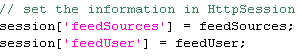 // set the information in HttpSession
session['feedSources'] = feedSources;
session['feedUser'] = feedUser;